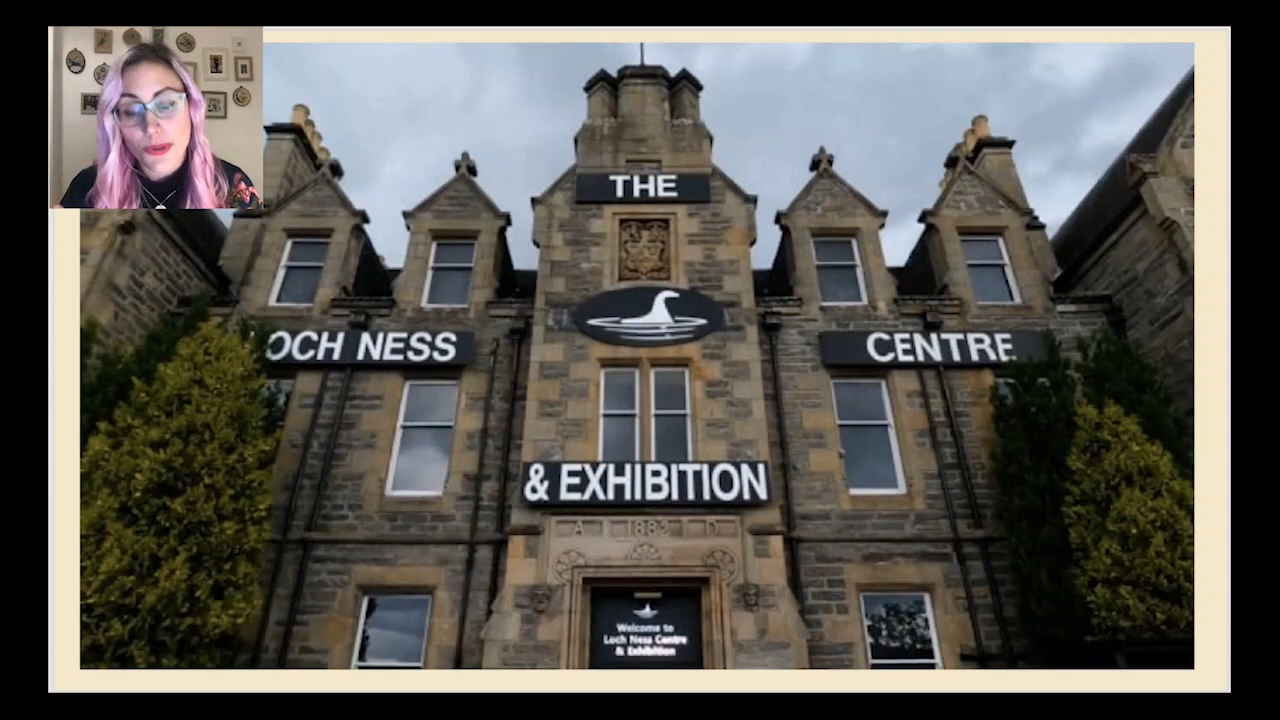 THE
OCH NESS
CENTRE
& EXHIBITION
A 1882 D
Welcome to
Loch Ness Centre
& Exhibition